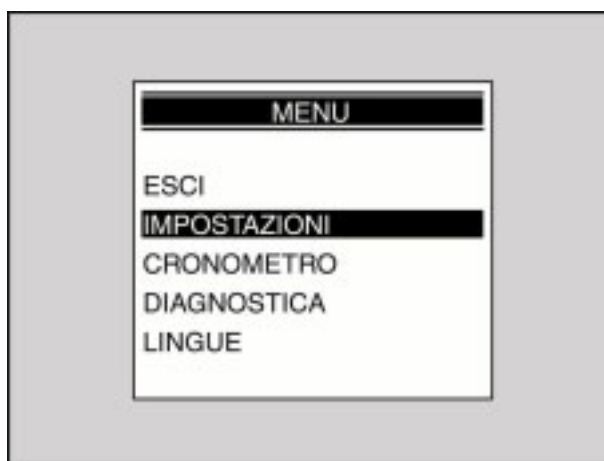 MENU
ESCI
IMPOSTAZIONI
CRONOMETRO
DIAGNOSTICA
LINGUE